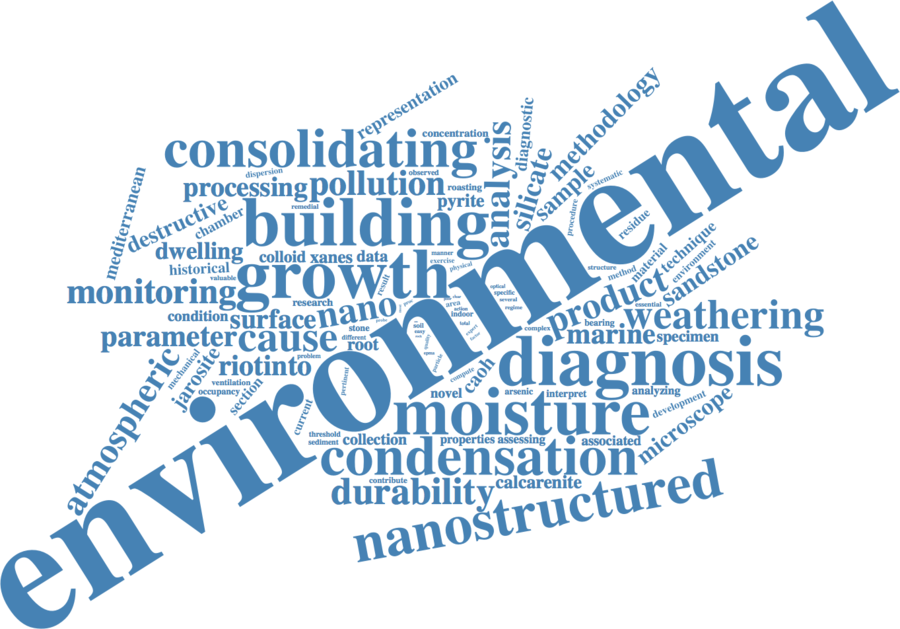 environmental
representation
consolidating
concentration
analysis
diagnostic
methodology
dispersion
observed
processing
pollution
roasting
silicate
sample
systematic
mediterranean
destructive
chamber
remedial
pyrite
building
procedure
residue
dwelling
colloid
xanes
data
manner
exercise
physical
material
technique
environment
historical
valuable
growth
result
structure
method
sandstone
monitoring
research
nano
area
optical
specific
several
regime
indoor
product
essential
weathering
condition
surface
stone
complex
bearing
parameter
cause
different
root
marine
specimen
atmospheric
mechanical
jarosite
riotinto
problem
particle
diagnosis
ventilation
occupancy
section
pertinent
compute
caoh
novel
arsenic
interpret
analyzing
current
moisture
development
microscope
threshold
sediment
collection
properties
assessing
associated
condensation
contribute
durability
calcarenite
nanostructured